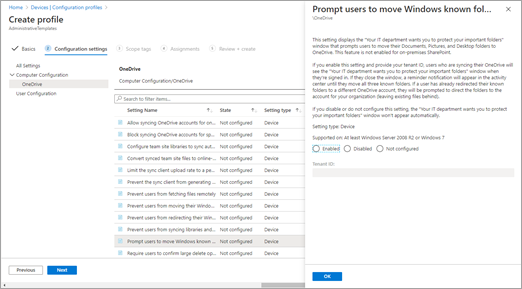 Home > Devices | Configuration profiles >
Create profile
AdministrativeTemplates
Basics
2 Configuration settings
3 Scope tags
4 Assignments
5 Review + create
All Settings
Computer Configuration
OneDrive
User Configuration
OneDrive
Computer Configuration/OneDrive
Search to filter items...
Setting Name State Setting type
Allow syncing OneDrive accounts for on... Not configured Device
Block syncing OneDrive accounts for sp... Not configured Device
Configure team site libraries to sync aut... Not configured Device
Convert synced team site files to online-... Not configured Device
Limit the sync client upload rate to a pe... Not configured Device
Prevent the sync client from generating ... Not configured Device
Prevent users from fetching files remotely Not configured Device
Prevent users from moving their Windo... Not configured Device
Prevent users from redirecting their Win... Not configured Device
Prevent users from syncing libraries and... Not configured Device
Prompt users to move Windows known ... Not configured Device
Require users to confirm large delete op... Not configured Device
Previous
Next
Prompt users to move Windows known fol...
\OneDrive
This setting displays the "Your IT department wants you to protect your important folders"
window that prompts users to move their Documents, Pictures, and Desktop folders to
OneDrive. This is not enabled for on-premises SharePoint.
If you enable this setting and provide your tenant ID, users who are syncing their OneDrive will
see the "Your IT department wants you to protect your important folders" window when
they're signed in. If they close the window, a reminder notification will appear in the activity
center until they move all three known folders. If a user has already redirected their known
folders to a different OneDrive account, they will be prompted to direct the folders to the
account for your organization (leaving existing files behind).
If you disable or do not configure this setting, the "Your IT department wants you to protect
your important folders" window won't appear automatically.
Setting type: Device
Supported on: At least Windows Server 2008 R2 or Windows 7
Enabled Disabled Not configured
Tenant ID:
OK